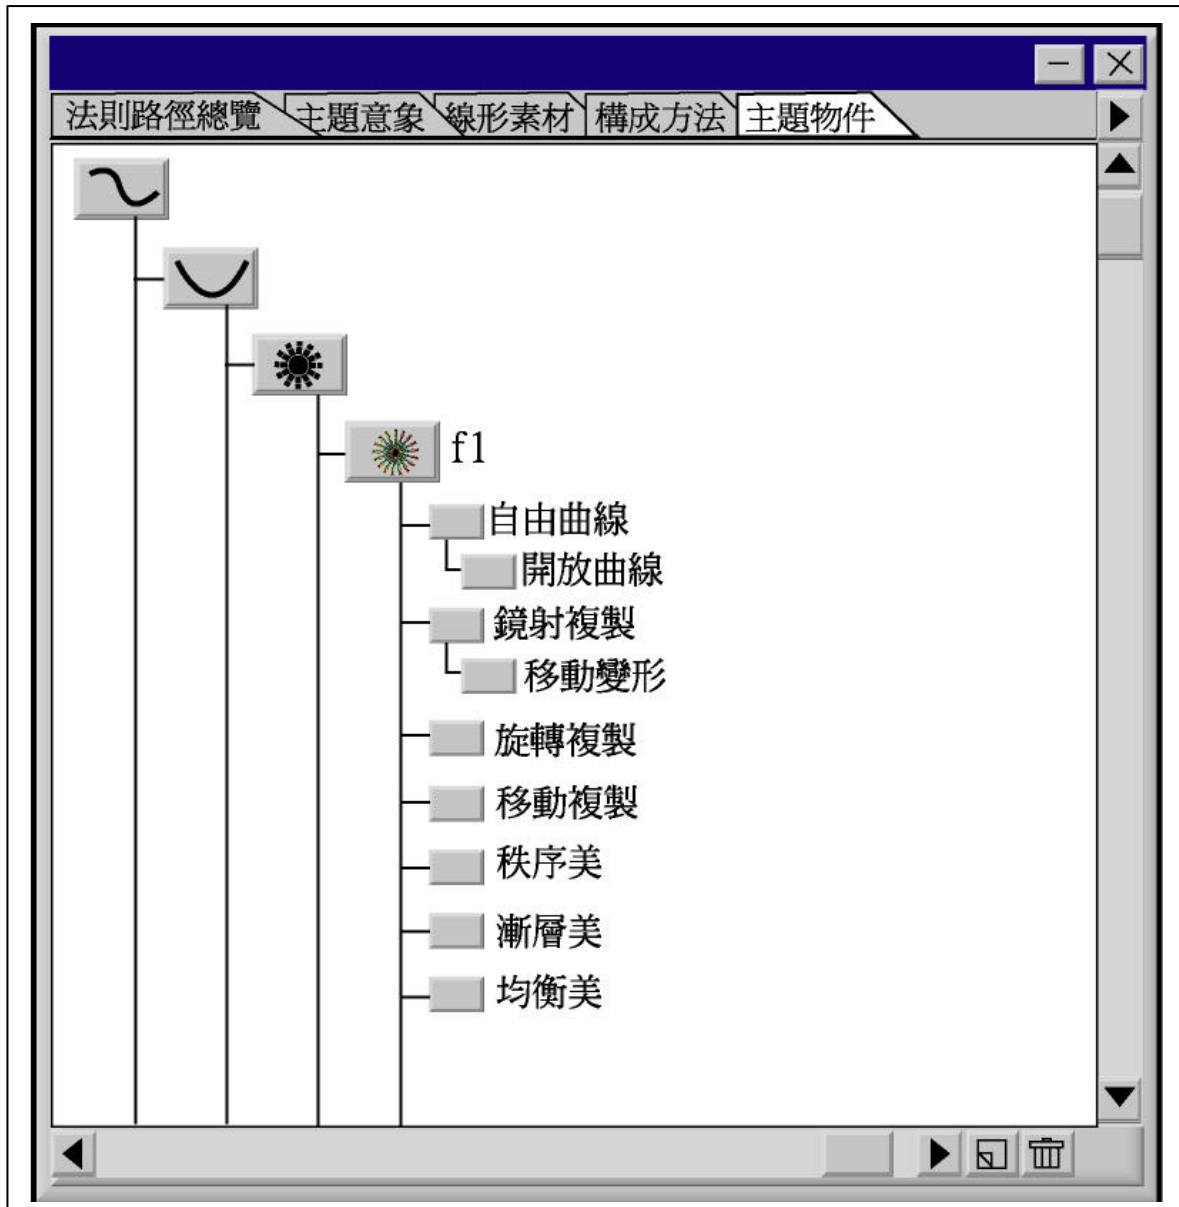 法則路徑總覽 主題意象 線形素材 構成方法 主題物件
f1
自由曲線
開放曲線
鏡射複製
移動變形
旋轉複製
移動複製
秩序美
漸層美
均衡美